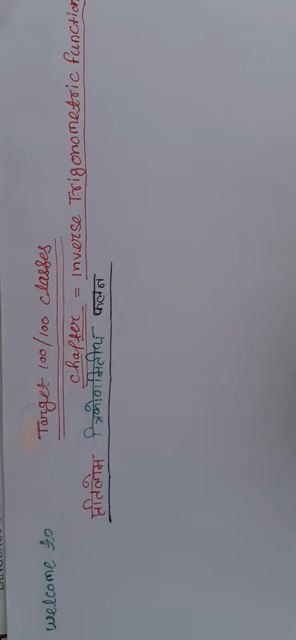 welcome to
Target 100/100 classes
chapter = Inverse Trigonometric function
प्रतिलोम त्रिकोणमितीय फलन